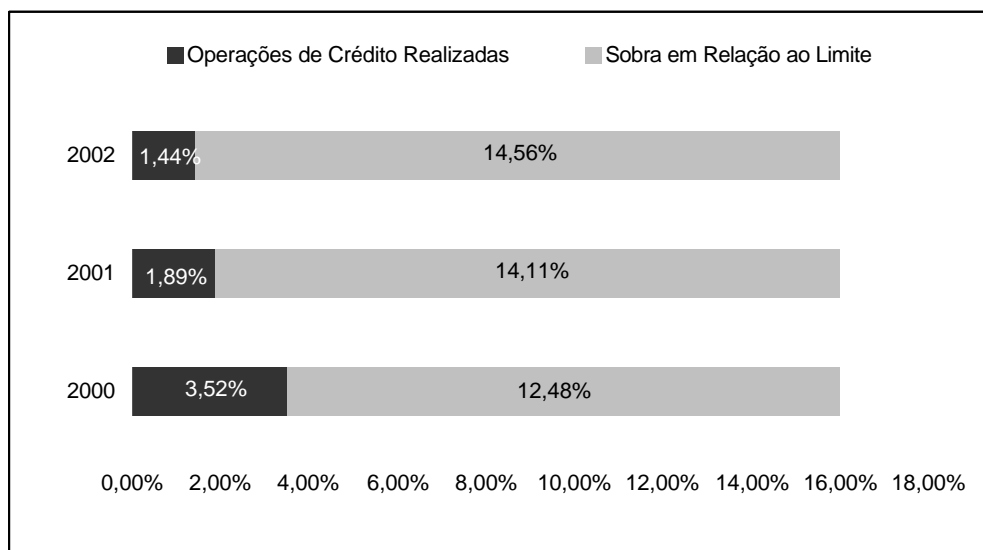 Operações de Crédito Realizadas Sobra em Relação ao Limite
2002 1,44% 14,56%
2001 1,89% 14,11%
2000 3,52% 12,48%
0,00% 2,00% 4,00% 6,00% 8,00% 10,00% 12,00% 14,00% 16,00% 18,00%